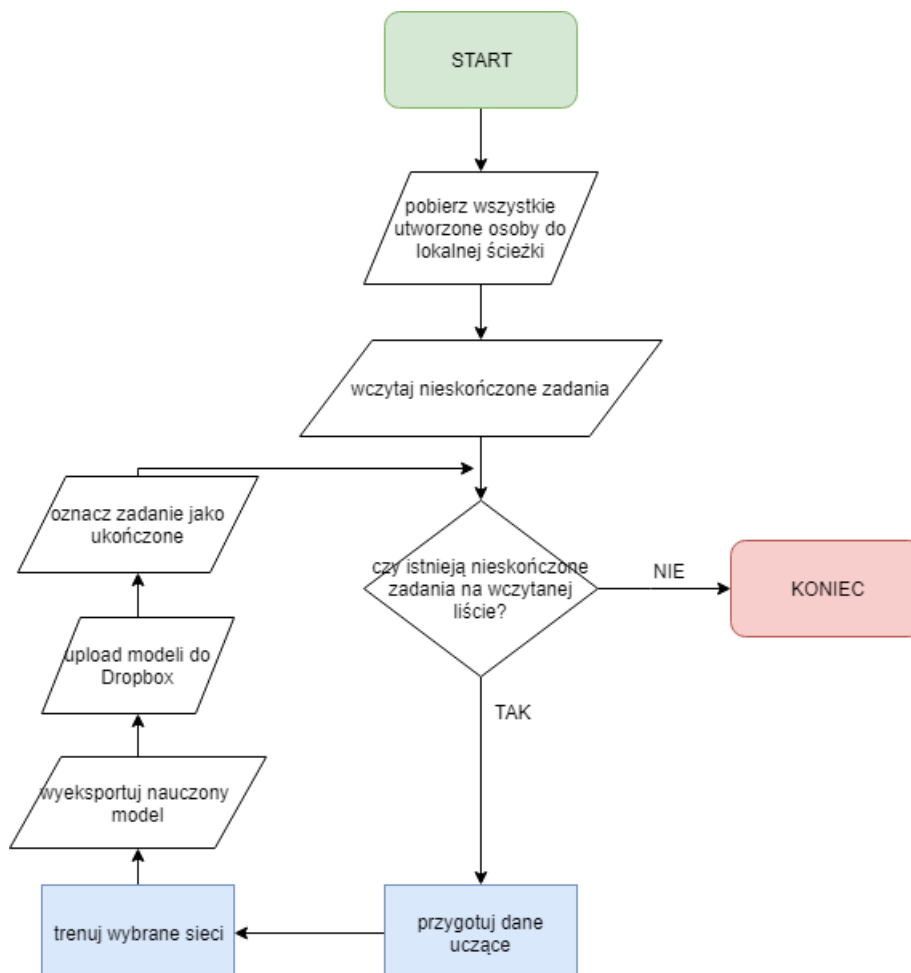 START
pobierz wszystkie
utworzone osoby do
lokalnej ścieżki
wczytaj nieskończone zadania
oznacz zadanie jako
ukończone
czy istnieją nieskończone
zadania na wczytanej
liście?
NIE
KONIEC
upload modeli do
Dropbox
TAK
wyeksportuj nauczony
model
trenuj wybrane sieci
przygotuj dane
uczące